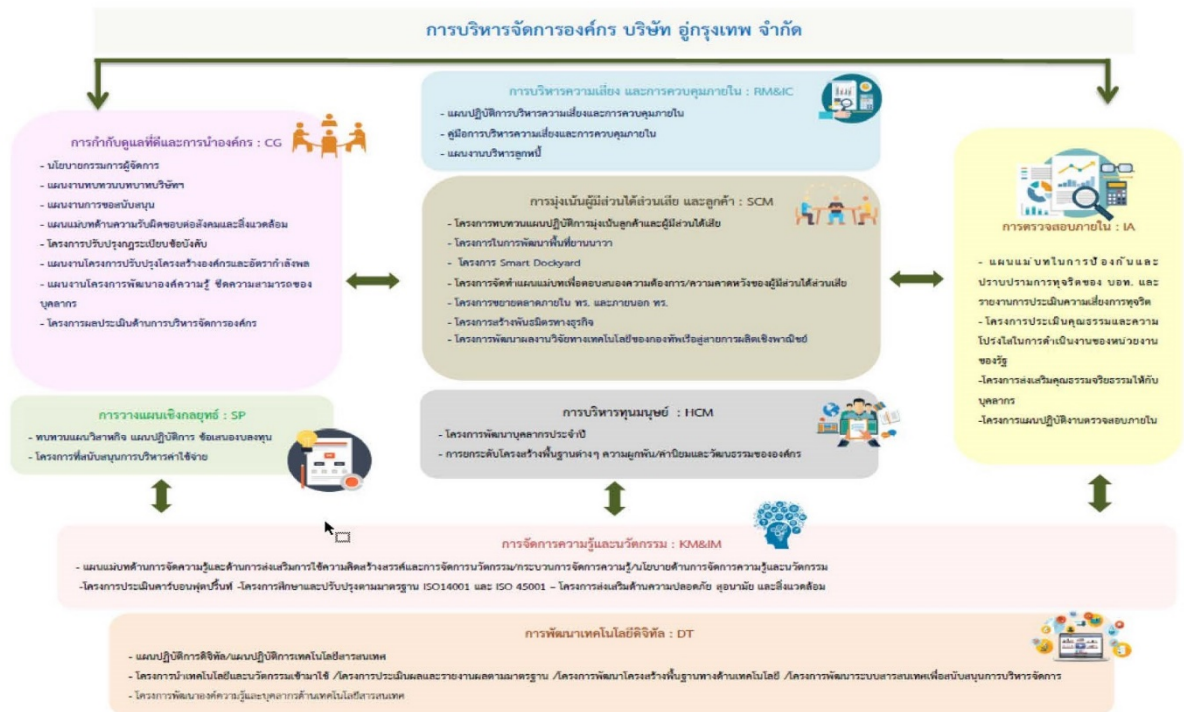 การบริหารจัดการองค์กร บริษัท อู่กรุงเทพ จำกัด
การกำกับดูแลที่ดีและการนำองค์กร : CG
- นโยบายกรรมการผู้จัดการ
- แผนงานทบทวนบทบาทบริษัทฯ
- แผนงานการขอสนับสนุน
- แผนแม่บทด้านความรับผิดชอบต่อสังคมและสิ่งแวดล้อม
- โครงการปรับปรุงกฎระเบียบข้อบังคับ
- แผนงานโครงการปรับปรุงโครงสร้างองค์กรและอัตรากำลังพล
- แผนงานโครงการพัฒนาองค์ความรู้ ขีดความสามารถของ
บุคลากร
- โครงการผลประเมินด้านการบริหารจัดการองค์กร
การวางแผนเชิงกลยุทธ์ : SP
- ทบทวนแผนวิสาหกิจ แผนปฏิบัติการ ข้อเสนองบลงทุน
- โครงการที่สนับสนุนการบริหารค่าใช้จ่าย
การบริหารความเสี่ยง และการควบคุมภายใน : RM&IC
- แผนปฏิบัติการบริหารความเสี่ยงและการควบคุมภายใน
- คู่มือการบริหารความเสี่ยงและการควบคุมภายใน
- แผนงานบริหารลูกหนี้
การมุ่งเน้นผู้มีส่วนได้ส่วนเสีย และลูกค้า : SCM
- โครงการทบทวนแผนปฏิบัติการมุ่งเน้นลูกค้าและผู้มีส่วนได้เสีย
- โครงการในการพัฒนาพื้นที่ยานนาวา
- โครงการ Smart Dockyard
- โครงการจัดทำแผนแม่บทเพื่อตอบสนองความต้องการ/ความคาดหวังของผู้มีส่วนได้ส่วนเสีย
- โครงการขยายตลาดภายใน ทร. และภายนอก ทร.
- โครงการสร้างพันธมิตรทางธุรกิจ
- โครงการพัฒนาผลงานวิจัยทางเทคโนโลยีของกองทัพเรือสู่สายการผลิตเชิงพาณิชย์
การบริหารทุนมนุษย์ : HCM
- โครงการพัฒนาบุคลากรประจำปี
- การยกระดับโครงสร้างพื้นฐานต่างๆ ความผูกพัน/ค่านิยมและวัฒนธรรมขององค์กร
การตรวจสอบภายใน : IA
- แผนแม่บทในการป้องกันและ
ปราบปรามการทุจริตของ บอท. และ
รายงานการประเมินความเสี่ยงการทุจริต
- โครงการประเมินคุณธรรมและความ
โปร่งใสในการดำเนินงานของหน่วยงาน
ของรัฐ
-โครงการส่งเสริมคุณธรรมจริยธรรมให้กับ
บุคลากร
-โครงการแผนปฏิบัติงานตรวจสอบภายใน
การจัดการความรู้และนวัตกรรม : KM&IM
- แผนแม่บทด้านการจัดความรู้และด้านการส่งเสริมการใช้ความคิดสร้างสรรค์และการจัดการนวัตกรรม/กระบวนการจัดการความรู้/นโยบายด้านการจัดการความรู้และนวัตกรรม
-โครงการประเมินคาร์บอนฟุตปริ้นท์ -โครงการศึกษาและปรับปรุงตามมาตรฐาน ISO14001 และ ISO 45001 – โครงการส่งเสริมด้านความปลอดภัย สุอนามัย และสิ่งแวดล้อม
การพัฒนาเทคโนโลยีดิจิทัล : DT
- แผนปฏิบัติการดิจิทัล/แผนปฏิบัติการเทคโนโลยีสารสนเทศ
- โครงการนำเทคโนโลยีและนวัตกรรมเข้ามาใช้ /โครงการประเมินผลและรายงานผลตามมาตรฐาน /โครงการพัฒนาโครงสร้างพื้นฐานทางด้านเทคโนโลยี /โครงการพัฒนาระบบสารสนเทศเพื่อสนับสนุนการบริหารจัดการ
- โครงการพัฒนาองค์ความรู้และบุคลากรด้านเทคโนโลยีสารสนเทศ